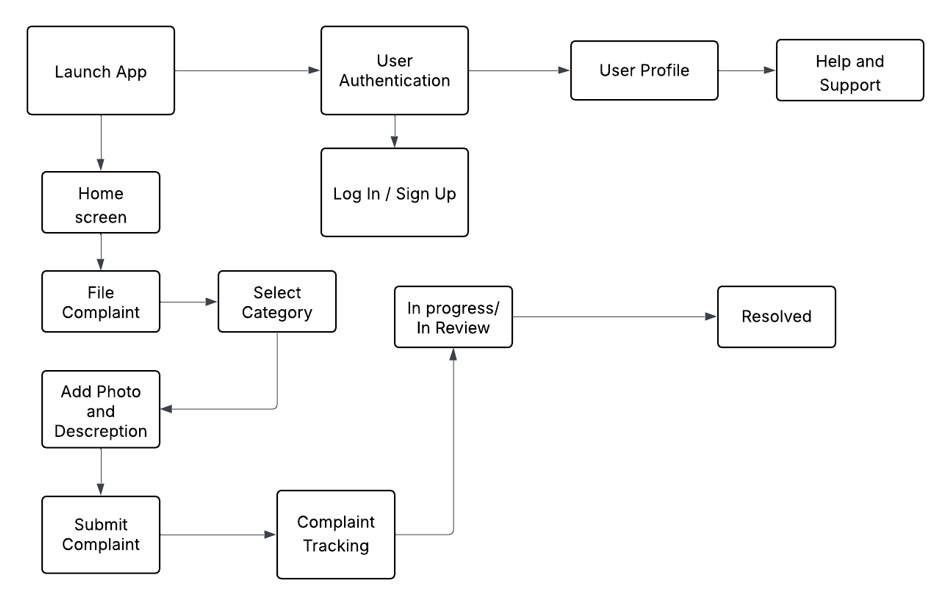 Launch App
User
Authentication
User Profile
Help and
Support
Home
screen
Log In / Sign Up
File
Complaint
Select
Category
In progress/
In Review
Resolved
Add Photo
and
Descreption
Submit
Complaint
Complaint
Tracking